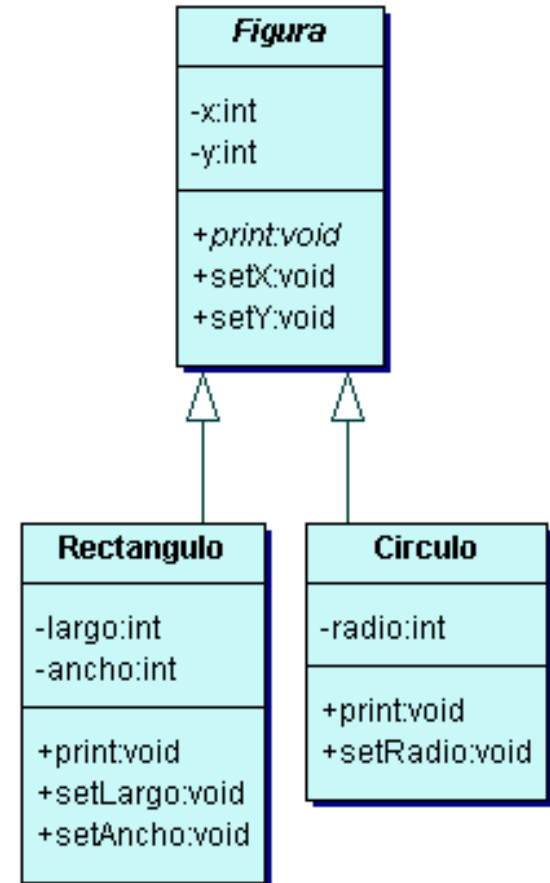 Figura
-x:int
-y:int
+print:void
+setX:void
+setY:void
Rectangulo
-largo:int
-ancho:int
+print:void
+setLargo:void
+setAncho:void
Circulo
-radio:int
+print:void
+setRadio:void